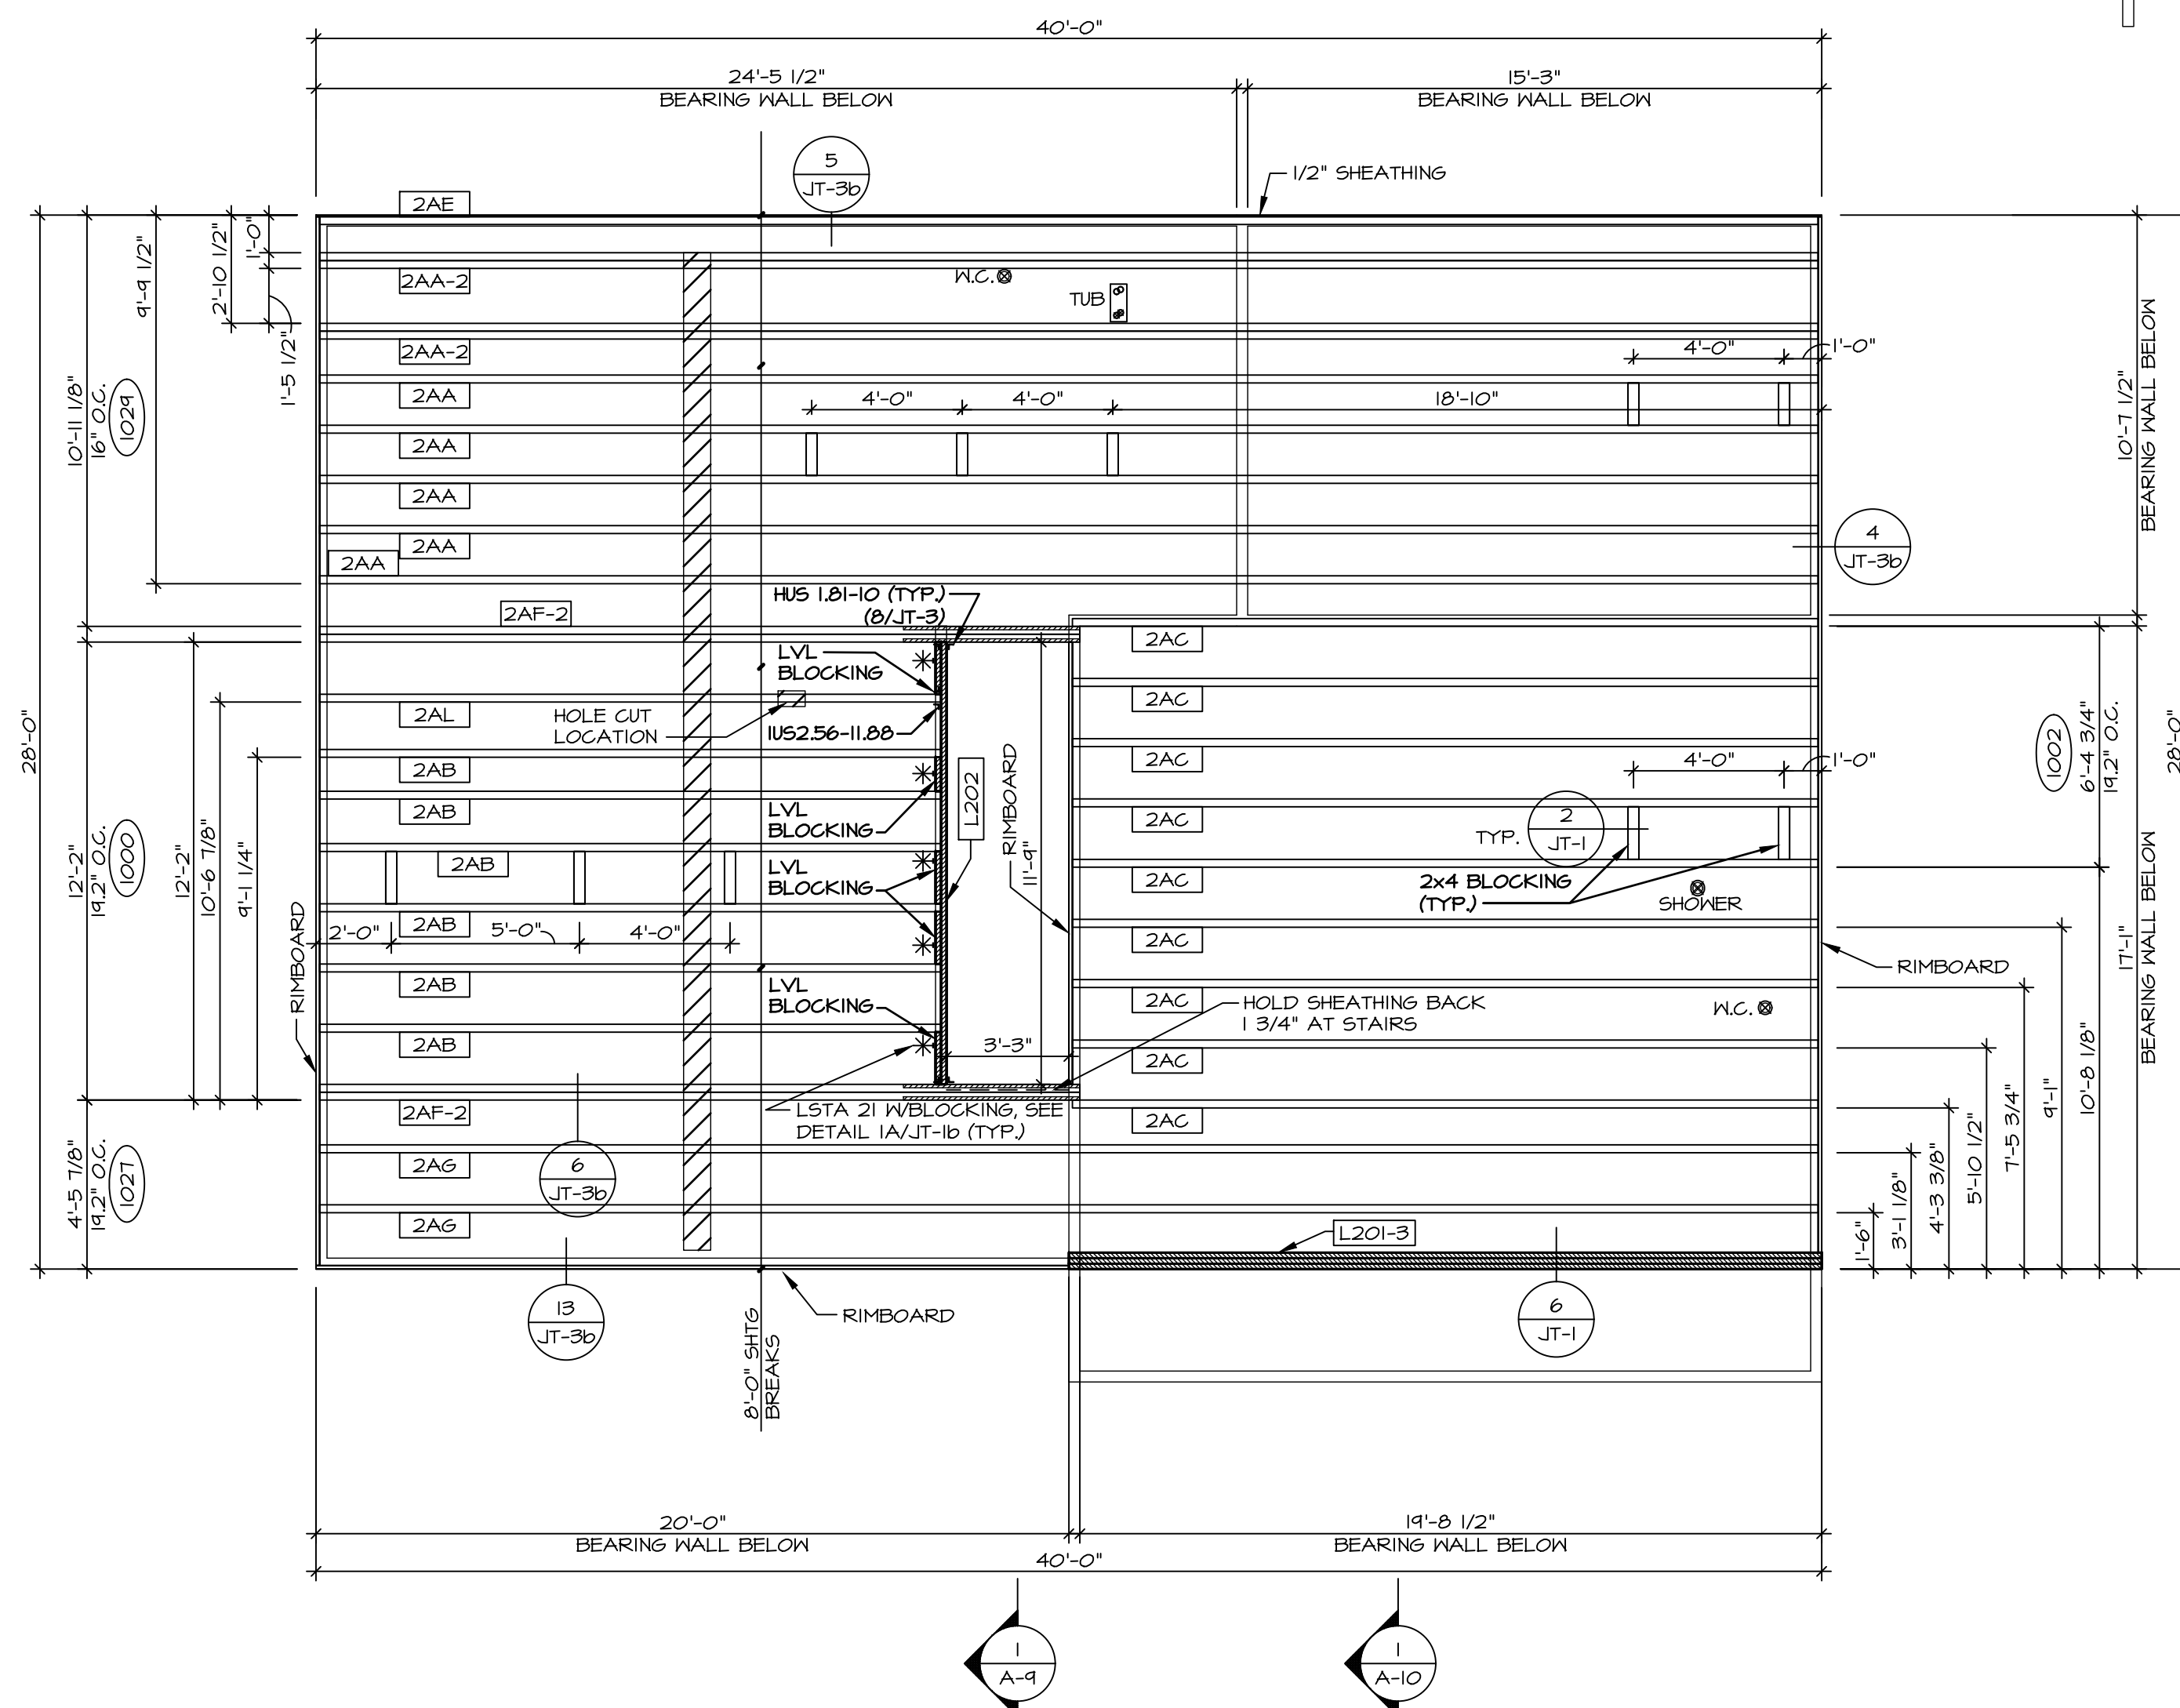 40'-0"
24'-5 1/2"
BEARING WALL BELOW
15'-3"
BEARING WALL BELOW
5
JT-3b
1/2" SHEATHING
2AE
1'-0"
2'-10 1/2"
9'-9 1/2"
1'-5 1/2"
10'-11 1/8"
16" O.C.
1029
28'-0"
2AA-2
W.C.
TUB
2AA-2
4'-0"
1'-0"
2AA
4'-0"
4'-0"
18'-10"
2AA
2AA
2AA
2AA
4
JT-3b
10'-7 1/2"
BEARING WALL BELOW
HUS 1.81-10 (TYP.)
(8/JT-3)
2AF-2
2AC
LVL
BLOCKING
2AC
2AL
HOLE CUT
LOCATION
IUS2.56-11.88
2AC
4'-0"
1'-0"
2AB
2AB
L202
RIMBOARD
11'-9"
LVL
BLOCKING
2AC
TYP.
2
JT-1
2AB
LVL
BLOCKING
2AC
2x4 BLOCKING
(TYP.)
SHOWER
12'-2"
19.2" O.C.
1000
12'-2"
10'-6 7/8"
9'-1 1/4"
6'-4 3/4"
19.2" O.C.
1002
28'-0"
2AB
2'-0"
5'-0"
4'-0"
2AC
RIMBOARD
RIMBOARD
2AB
LVL
BLOCKING
2AC
HOLD SHEATHING BACK
1 3/4" AT STAIRS
W.C.
2AB
3'-3"
2AC
17'-1"
BEARING WALL BELOW
2AF-2
LSTA 21 W/BLOCKING, SEE
DETAIL 1A/JT-1b (TYP.)
2AC
4'-5 7/8"
19.2" O.C.
1027
2AG
6
JT-3b
2AG
L201-3
1'-6"
3'-1 1/8"
4'-3 3/8"
5'-10 1/2"
7'-5 3/4"
9'-1"
10'-8 1/8"
13
JT-3b
RIMBOARD
6
JT-1
8'-0" SHTG
BREAKS
20'-0"
BEARING WALL BELOW
19'-8 1/2"
BEARING WALL BELOW
40'-0"
1
A-9
1
A-10